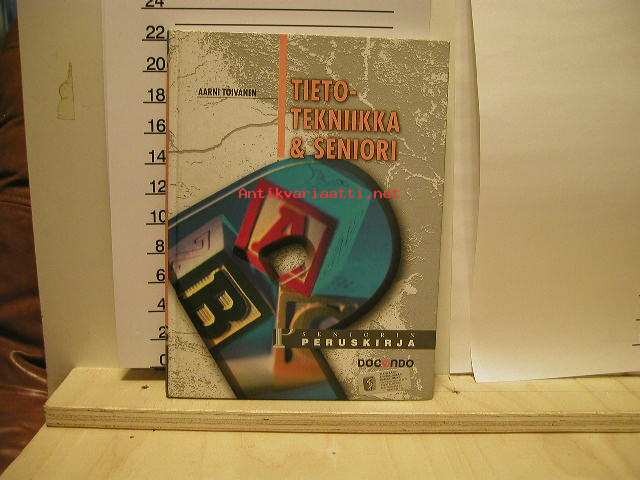 24
22
20
18
16
14
12
10
8
6
4
2
0
AARNI TOIVANEN
TIETO-
TEKNIIKKA
& SENIORI
Antikvariaatti.net
A
B
SENIORIN
PERUSKIRJA
DOCENDO